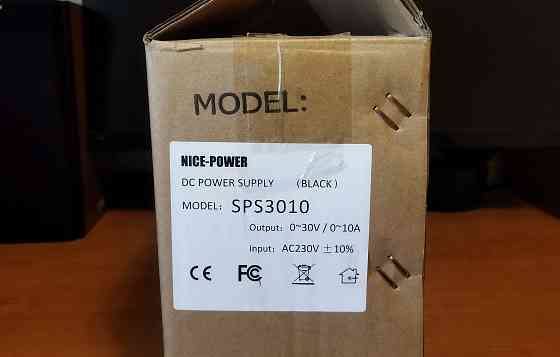 MODEL:
NICE-POWER
DC POWER SUPPLY (BLACK)
MODEL: SPS3010
Output: 0~30V / 0~10A
Input: AC230V ±10%
CE FC